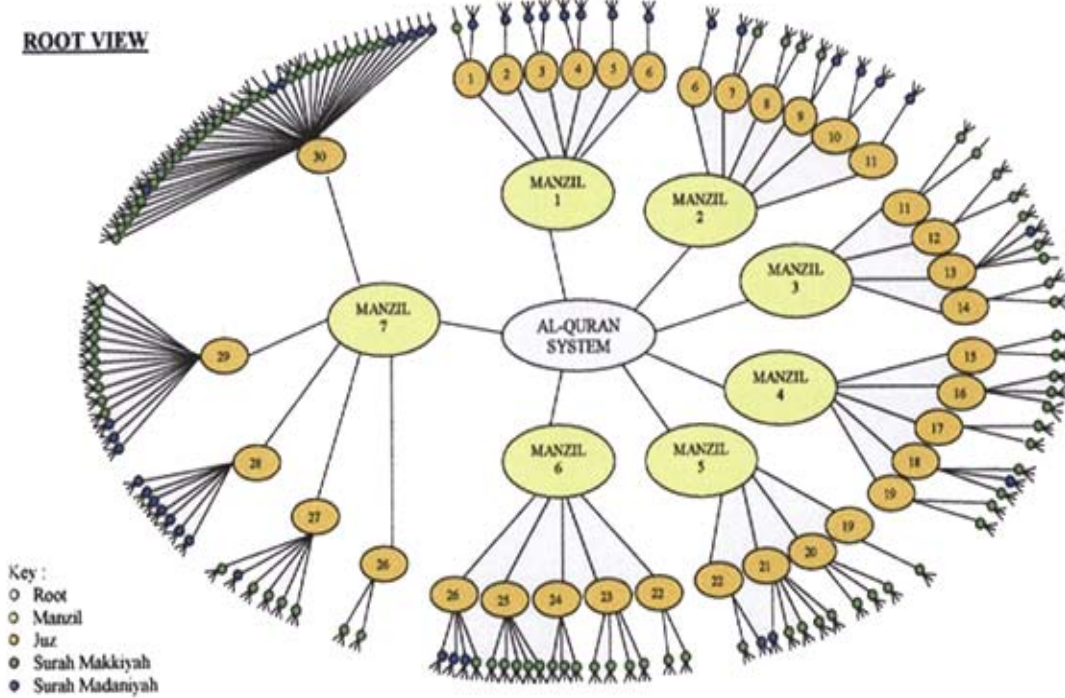 ROOT VIEW
30
1
2
3
4
5
6
6
7
8
9
10
11
MANZIL
1
MANZIL
2
11
12
13
14
MANZIL
3
MANZIL
7
AL-QURAN
SYSTEM
29
15
16
17
18
19
MANZIL
4
MANZIL
6
MANZIL
5
28
27
26
26
25
24
23
22
22
21
20
19
Key :
Root
Manzil
Juz
Surah Makkiyah
Surah Madaniyah